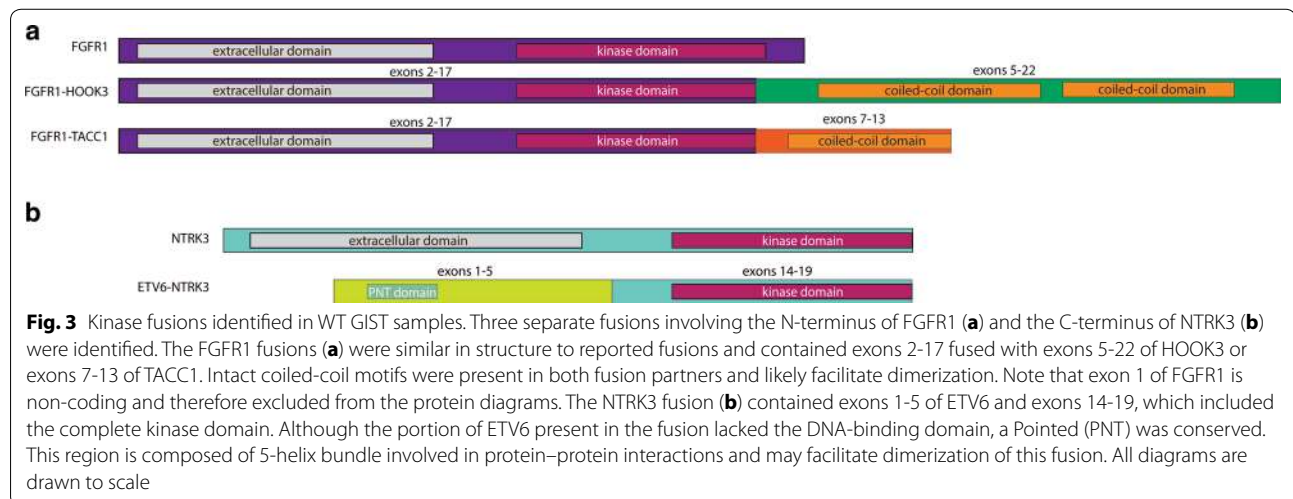 a
FGFR1
extracellular domain
kinase domain
exons 2-17
exons 5-22
FGFR1-HOOK3
extracellular domain
kinase domain
coiled-coil domain
coiled-coil domain
exons 2-17
exons 7-13
FGFR1-TACC1
extracellular domain
kinase domain
coiled-coil domain
b
NTRK3
extracellular domain
kinase domain
exons 1-5
exons 14-19
ETV6-NTRK3
PNT domain
kinase domain
Fig. 3 Kinase fusions identified in WT GIST samples. Three separate fusions involving the N-terminus of FGFR1 (a) and the C-terminus of NTRK3 (b)
were identified. The FGFR1 fusions (a) were similar in structure to reported fusions and contained exons 2-17 fused with exons 5-22 of HOOK3 or
exons 7-13 of TACC1. Intact coiled-coil motifs were present in both fusion partners and likely facilitate dimerization. Note that exon 1 of FGFR1 is
non-coding and therefore excluded from the protein diagrams. The NTRK3 fusion (b) contained exons 1-5 of ETV6 and exons 14-19, which included
the complete kinase domain. Although the portion of ETV6 present in the fusion lacked the DNA-binding domain, a Pointed (PNT) was conserved.
This region is composed of 5-helix bundle involved in protein–protein interactions and may facilitate dimerization of this fusion. All diagrams are
drawn to scale